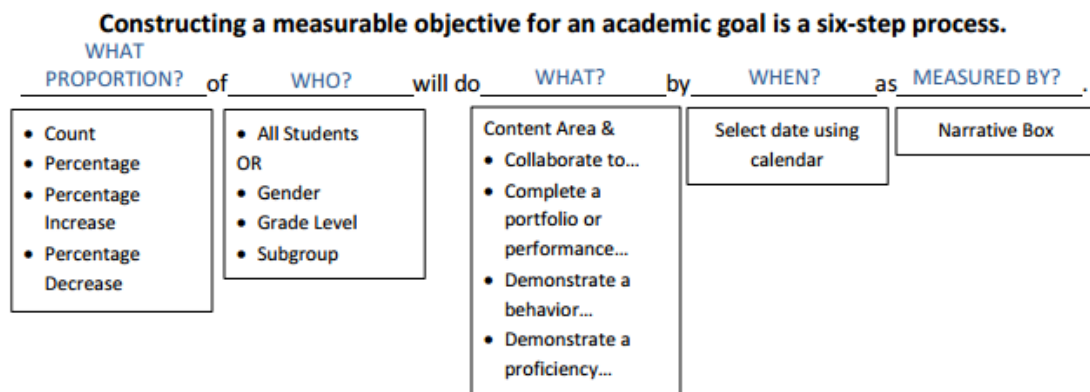 Constructing a measurable objective for an academic goal is a six-step process.
WHAT
PROPORTION? of WHO? will do WHAT? by WHEN? as MEASURED BY? .
• Count
• Percentage
• Percentage
Increase
• Percentage
Decrease
• All Students
OR
• Gender
• Grade Level
• Subgroup
Content Area &
• Collaborate to…
• Complete a
portfolio or
performance…
• Demonstrate a
behavior…
• Demonstrate a
proficiency…
Select date using
calendar
Narrative Box